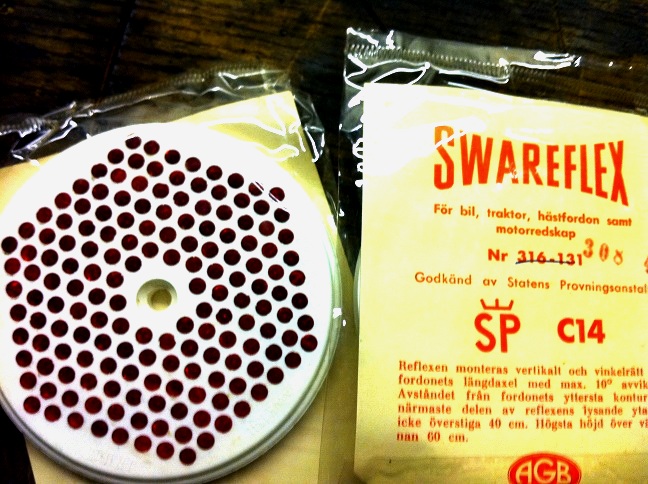 SWAREFLEX
För bil, traktor, hästfordon samt
motorredskap
Nr 316-131 308
Godkänd av Statens Provningsanstal
SP C14
Reflexen monteras vertikalt och vinkelrätt
fordonets längdaxel med max. 10° avvik
Avståndet från fordonets yttersta kontur
närmaste delen av reflexens lysande yta
icke överstiga 40 cm. Högsta höjd över v
nan 60 cm.
AGB